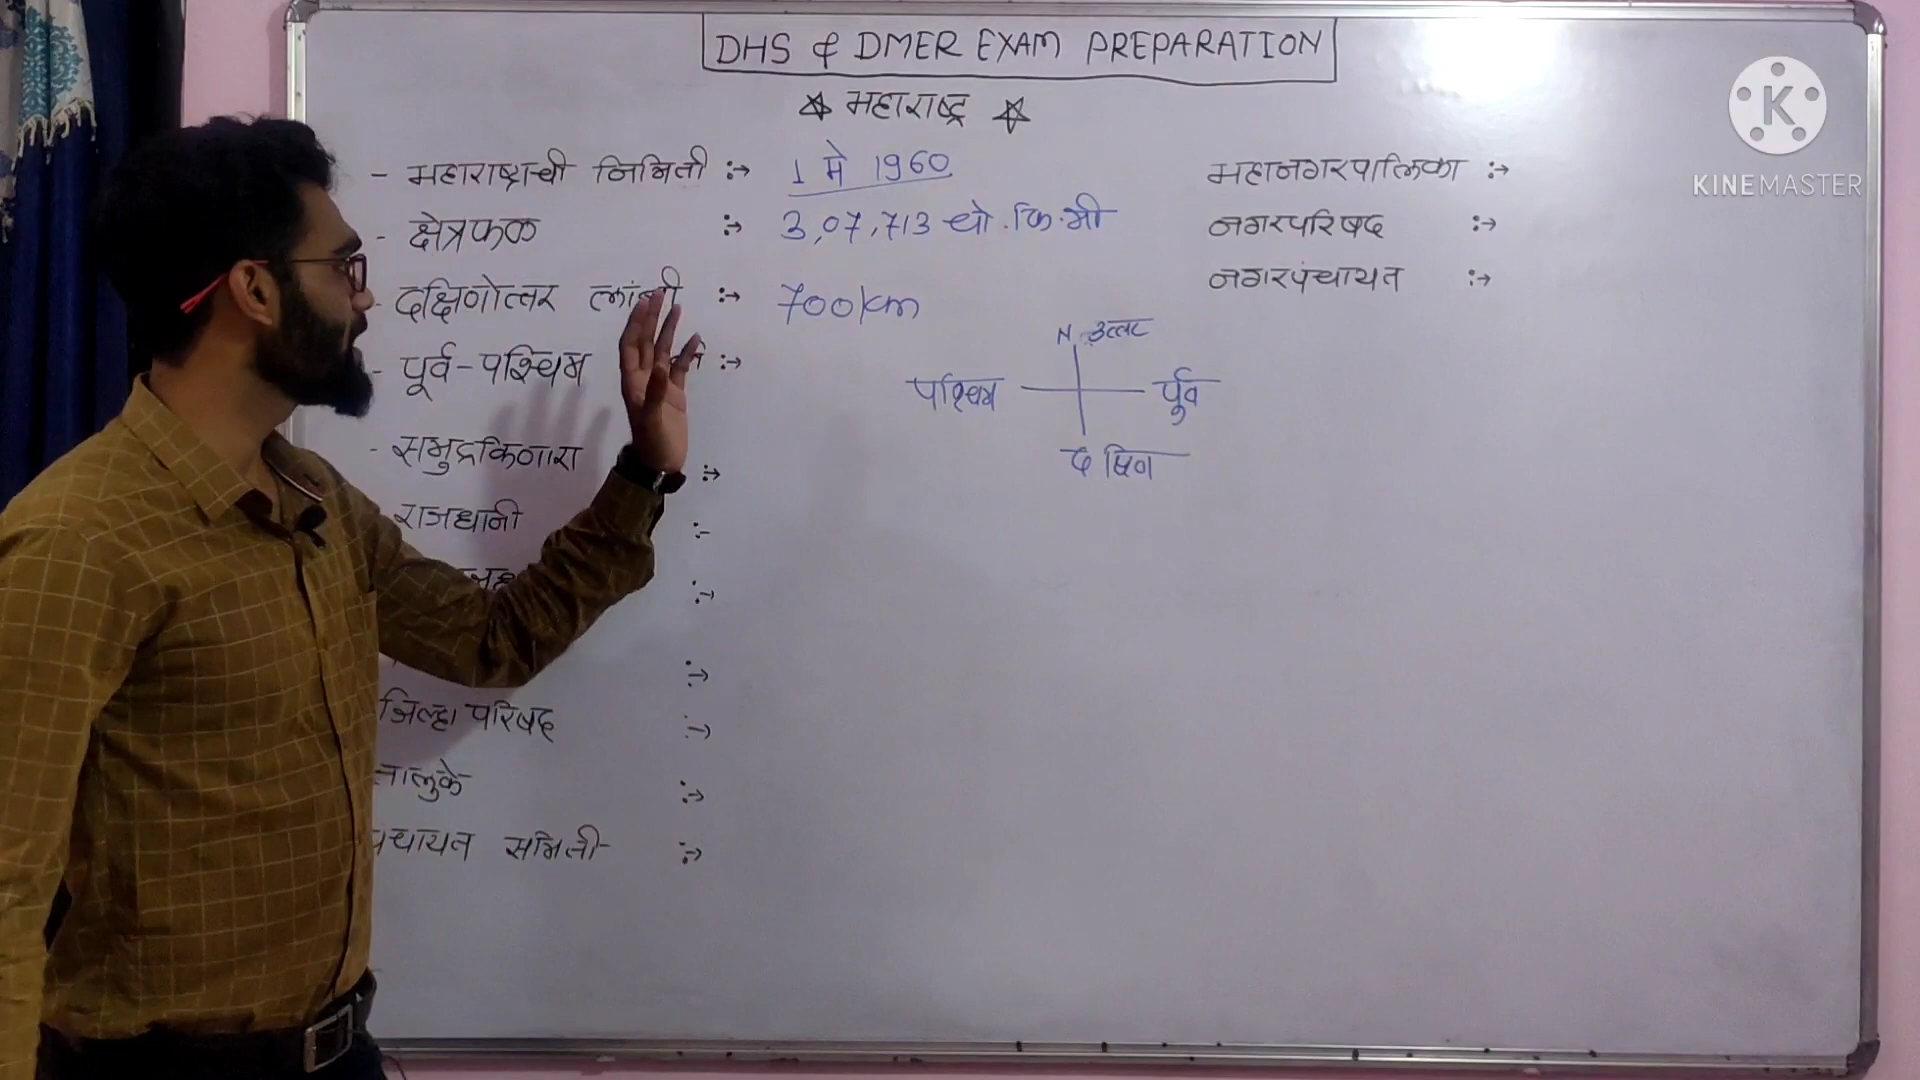 DHS & DMER EXAM PREPARATION
☆ महाराष्ट्र ☆
- महाराष्ट्राची निर्मिती :→ 1 मे 1960
- क्षेत्रफळ :→ 3,07,713 चौ.कि.मी
- दक्षिणोत्तर लांबी :→ 700km
- पूर्व-पश्चिम :→
- समुद्रकिनारा :→
राजधानी :-
:→
:→
जिल्हा परिषद :→
तालुके :→
पंचायत समिती- :→
महानगरपालिका :→
नगरपरिषद :→
नगरपंचायत :→
N उत्तर
पश्चिम पूर्व
दक्षिण
K
KINEMASTER